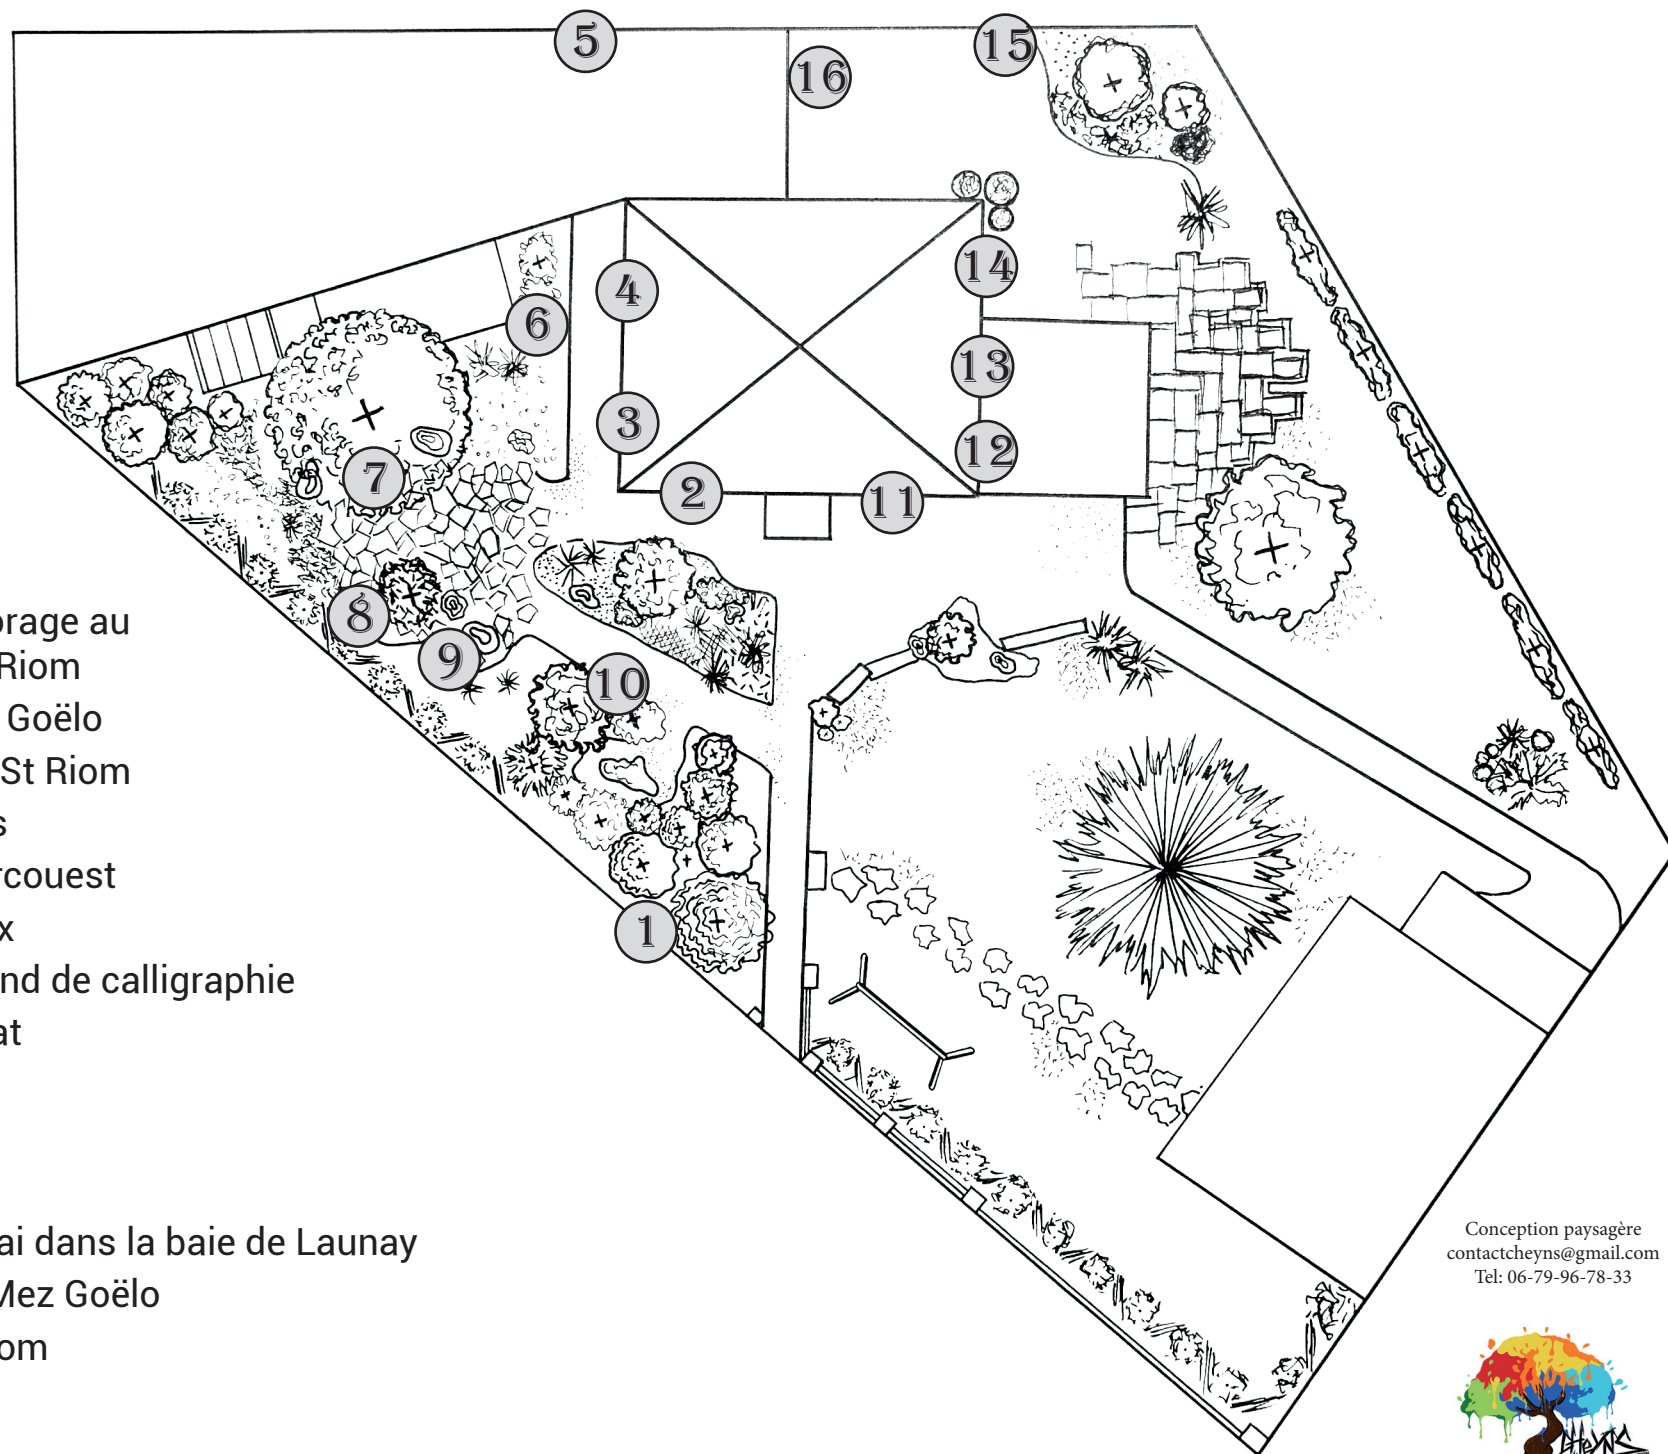 5
15
16
14
4
6
13
3
12
7
2
11
8
9
10
1
orage au
Riom
Goëlo
St Riom
s
rcouest
x
nd de calligraphie
at
ai dans la baie de Launay
Mez Goëlo
om
Conception paysagère
contactcheyns@gmail.com
Tel: 06-79-96-78-33
CHEYNS